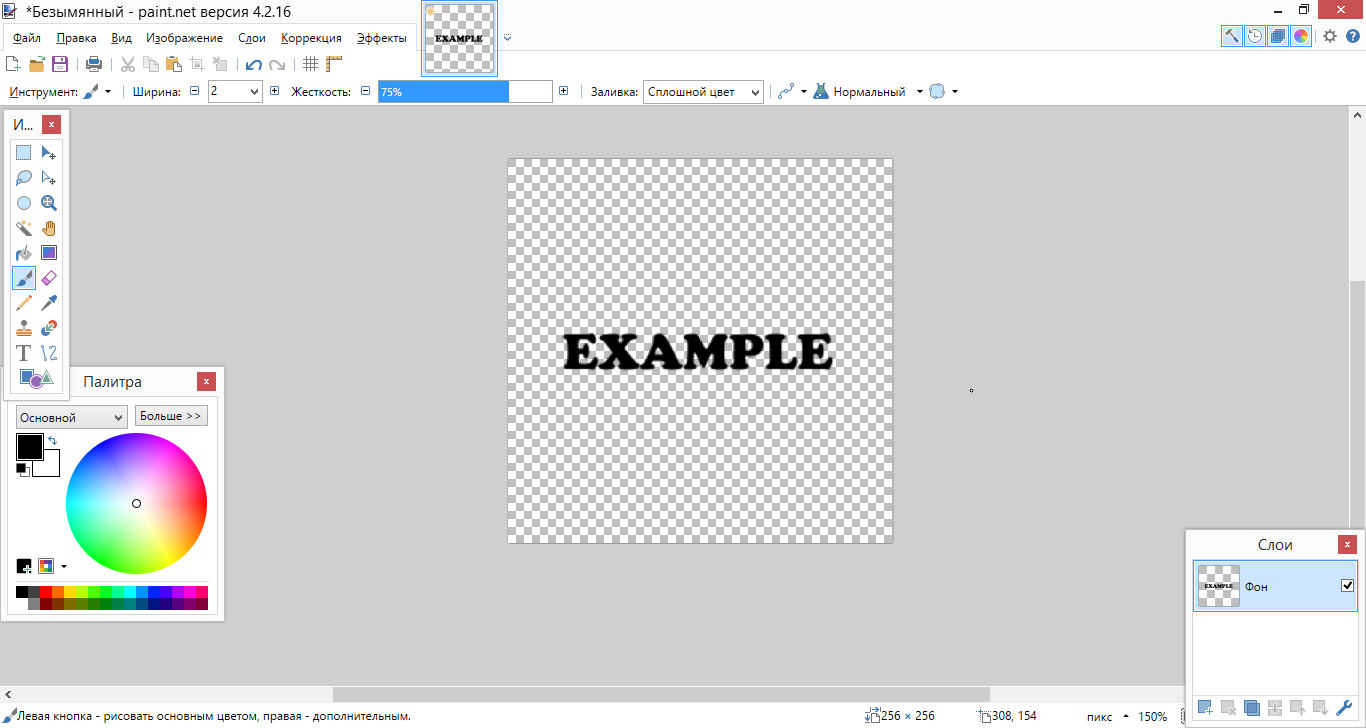 *Безымянный - paint.net версия 4.2.16
Файл Правка Вид Изображение Слои Коррекция Эффекты
EXAMPLE
Инструмент: Ширина: 2 Жесткость: 75% Заливка: Сплошной цвет Нормальный
И...
EXAMPLE
Палитра
Основной Больше >>
Слои
EXAMPLE
Фон
Левая кнопка - рисовать основным цветом, правая - дополнительным. 256 × 256 308, 154 пикс 150%